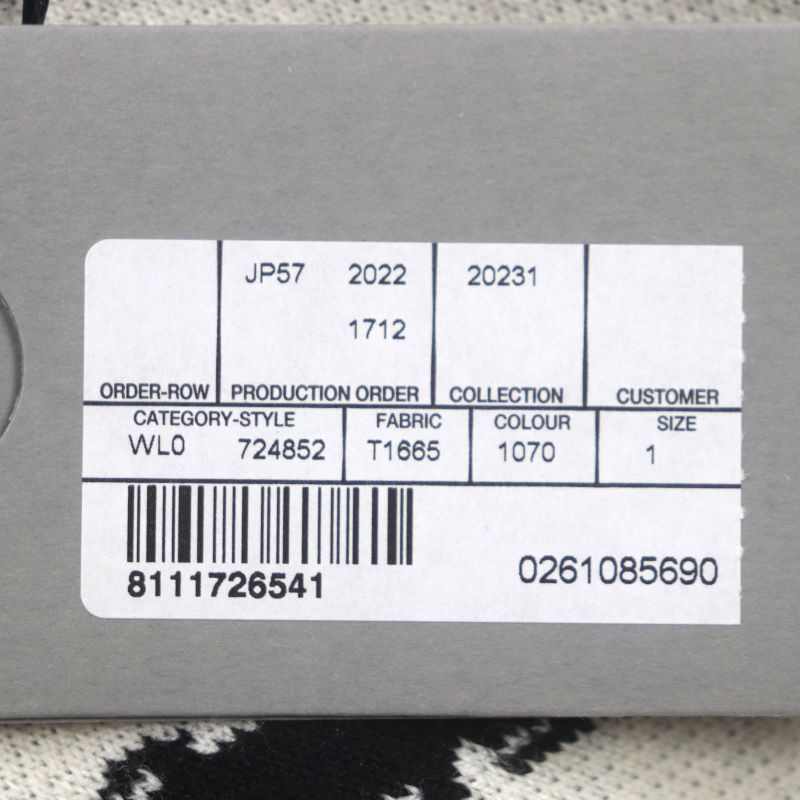 JP57 2022 20231
1712
ORDER-ROW PRODUCTION ORDER COLLECTION CUSTOMER
CATEGORY-STYLE FABRIC COLOUR SIZE
WL0 724852 T1665 1070 1
8111726541 0261085690